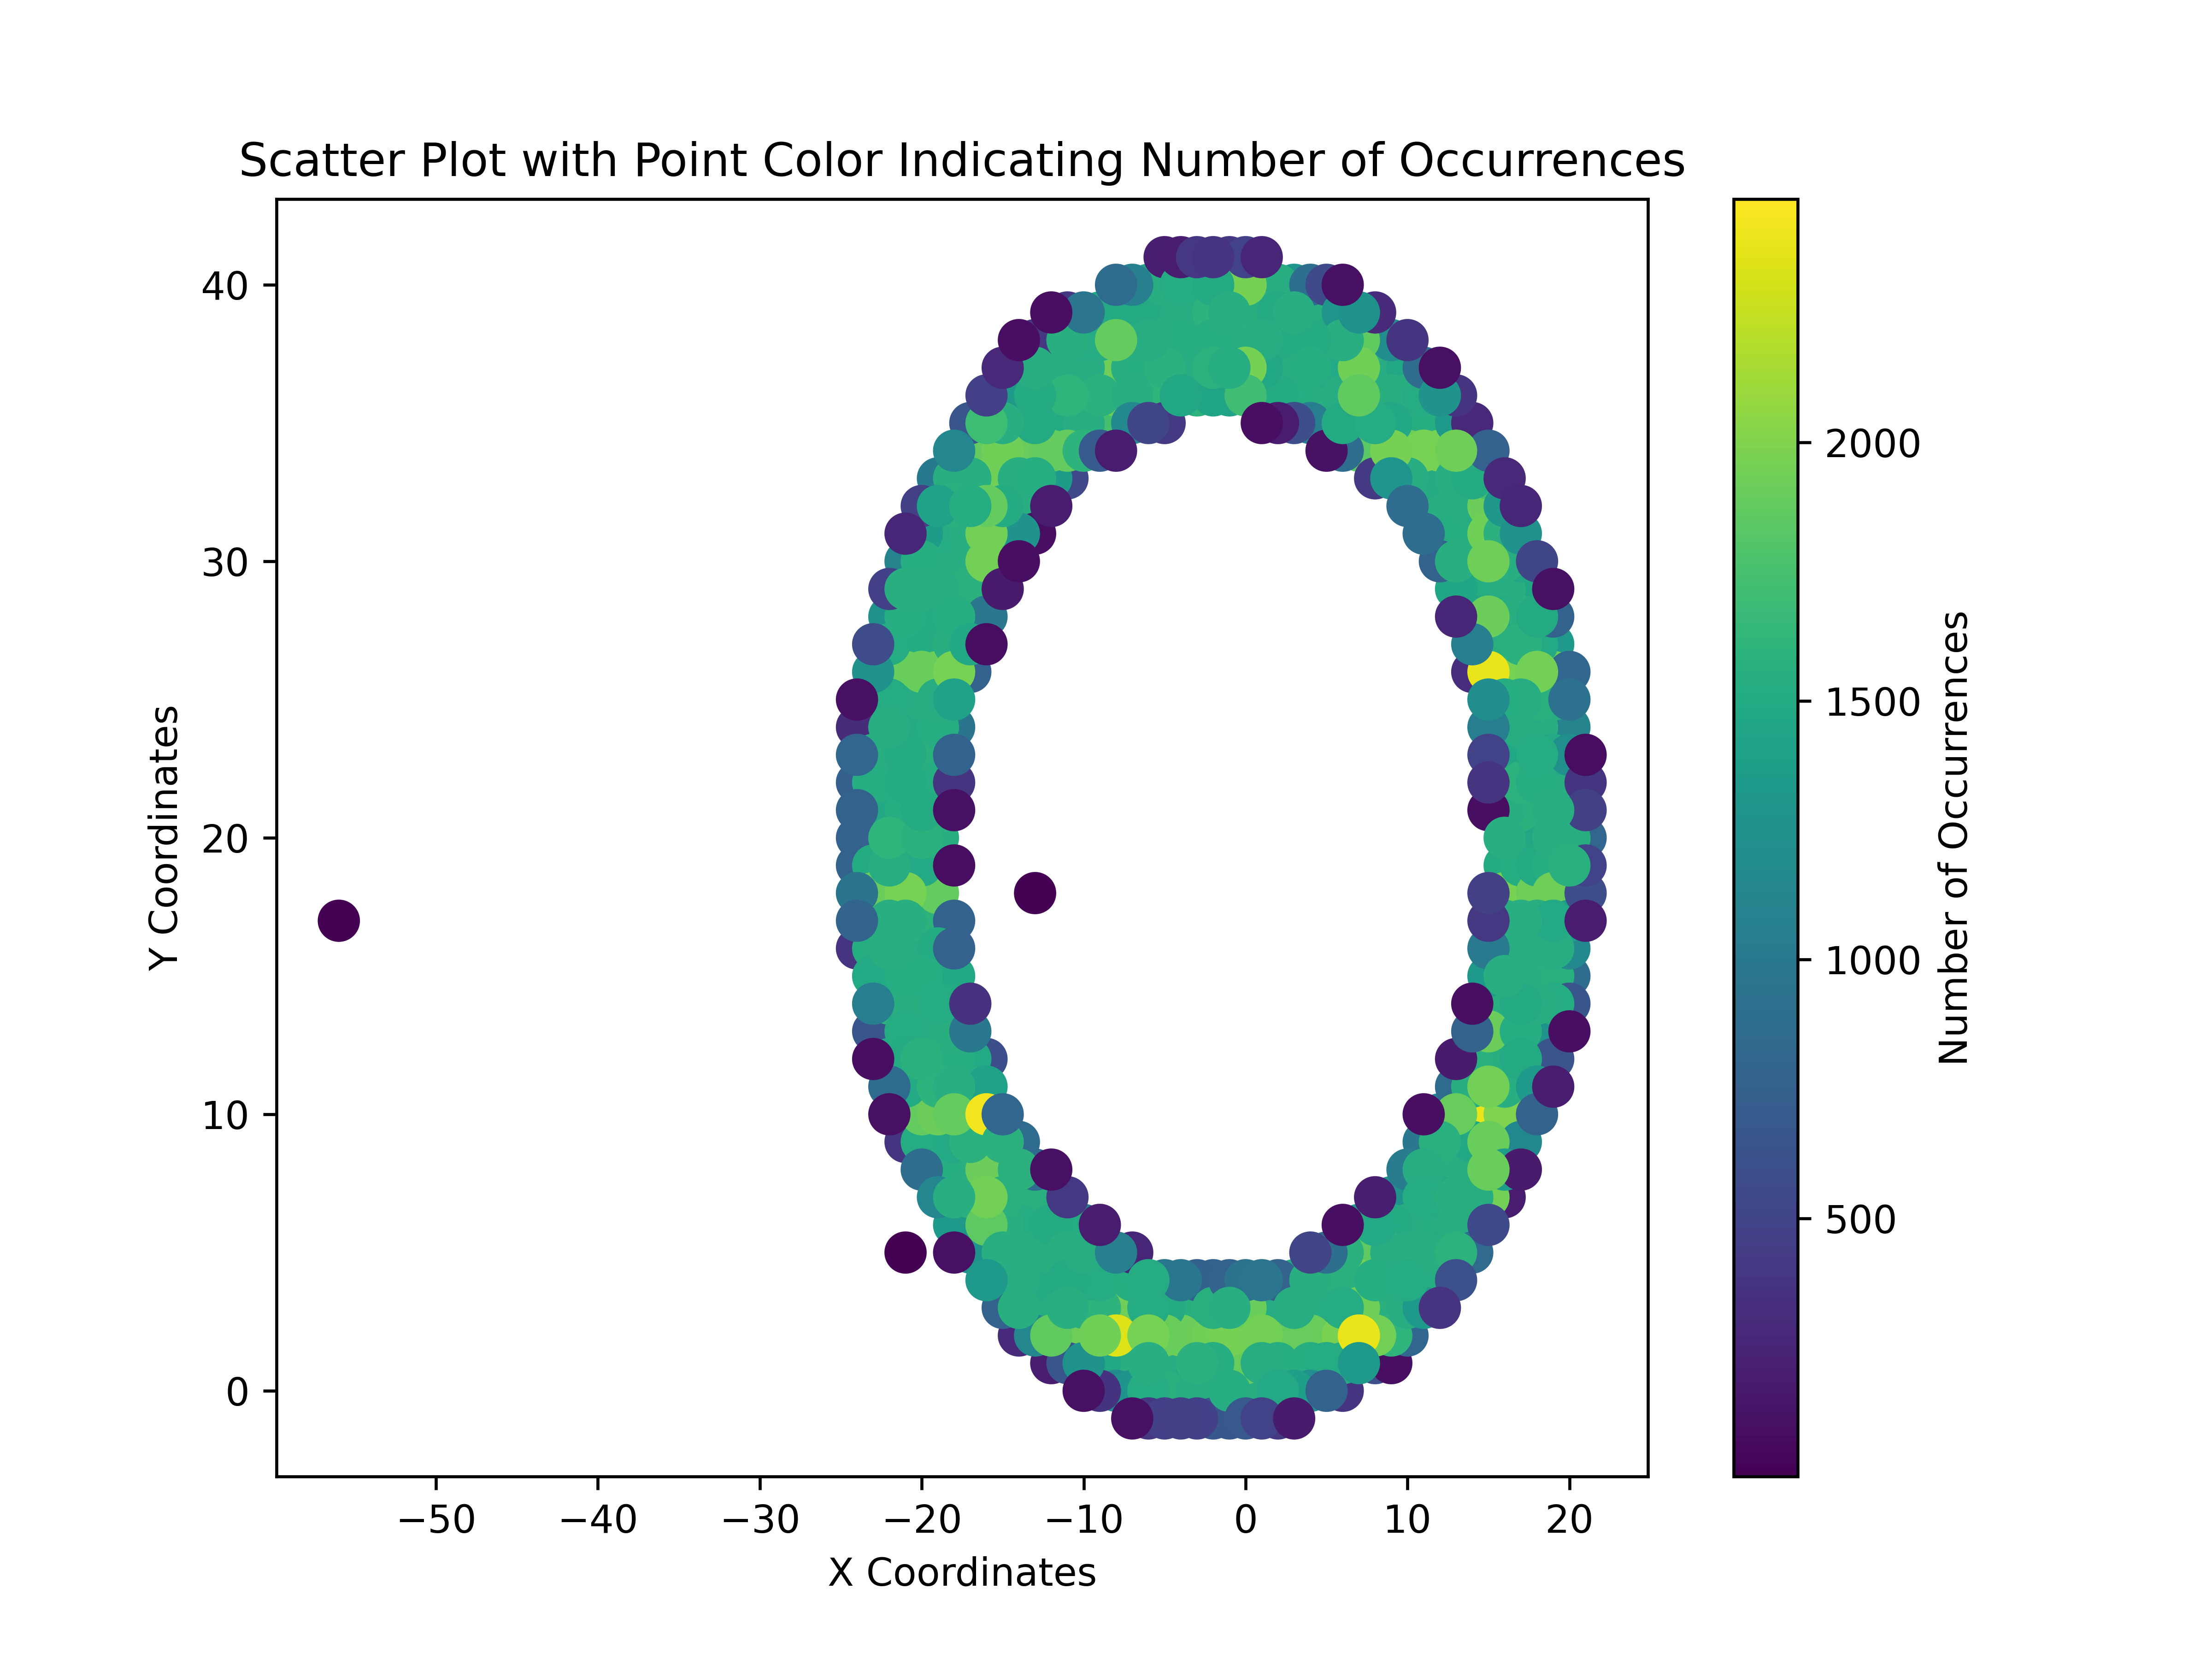 Scatter Plot with Point Color Indicating Number of Occurrences
40
30
20
10
0
Y Coordinates
−50 −40 −30 −20 −10 0 10 20
X Coordinates
2000
1500
1000
500
Number of Occurrences